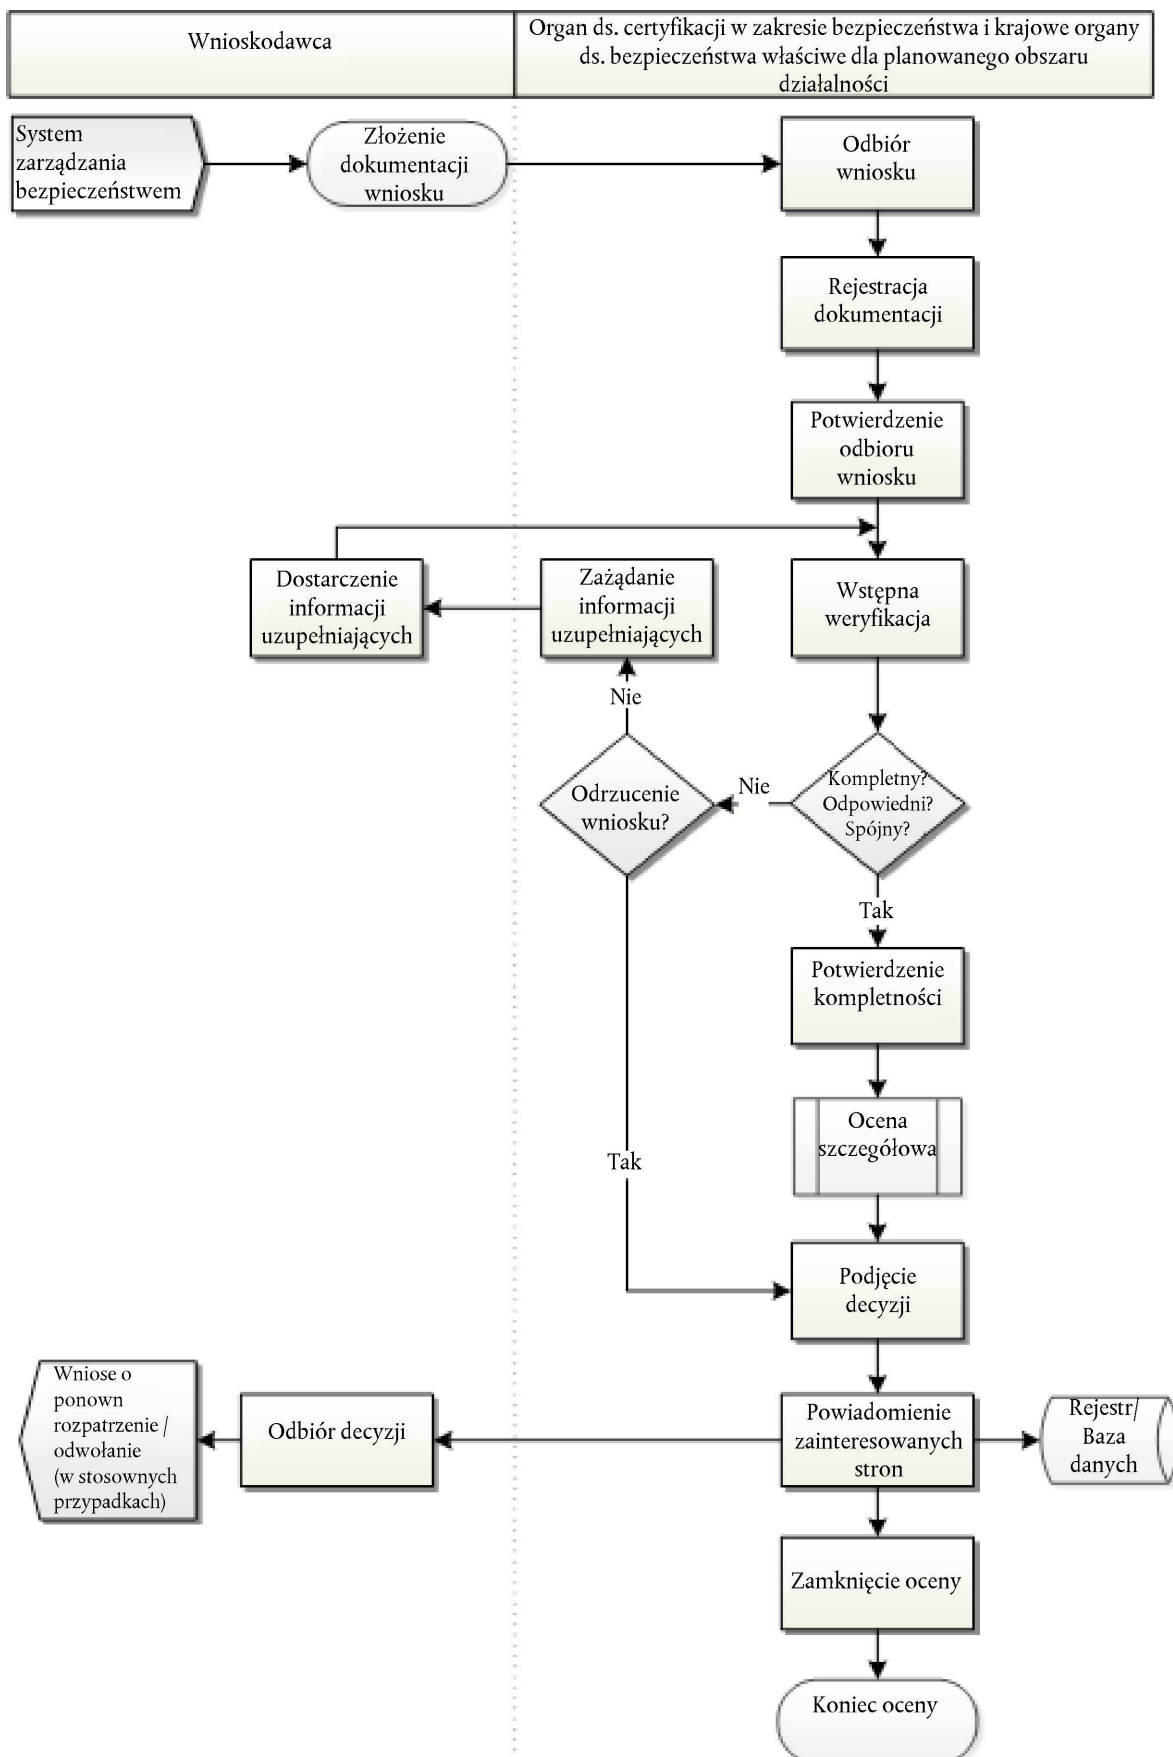 Wnioskodawca
Organ ds. certyfikacji w zakresie bezpieczeństwa i krajowe organy
ds. bezpieczeństwa właściwe dla planowanego obszaru
działalności
System
zarządzania
bezpieczeństwem
Złożenie
dokumentacji
wniosku
Odbiór
wniosku
Rejestracja
dokumentacji
Potwierdzenie
odbioru
wniosku
Dostarczenie
informacji
uzupełniających
Zażądanie
informacji
uzupełniających
Wstępna
weryfikacja
Nie
Odrzucenie
wniosku?
Nie
Kompletny?
Odpowiedni?
Spójny?
Tak
Potwierdzenie
kompletności
Ocena
szczegółowa
Tak
Podjęcie
decyzji
Wniose o
ponown
rozpatrzenie /
odwołanie
(w stosownych
przypadkach)
Odbiór decyzji
Powiadomienie
zainteresowanych
stron
Rejestr/
Baza
danych
Zamknięcie oceny
Koniec oceny